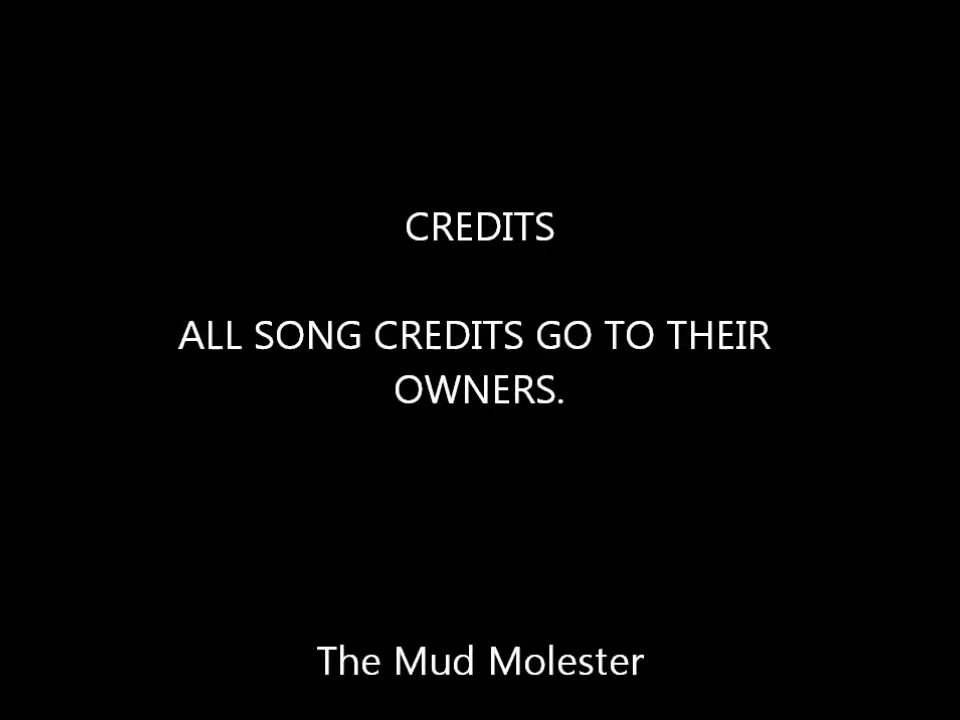 CREDITS
ALL SONG CREDITS GO TO THEIR
OWNERS.
The Mud Molester